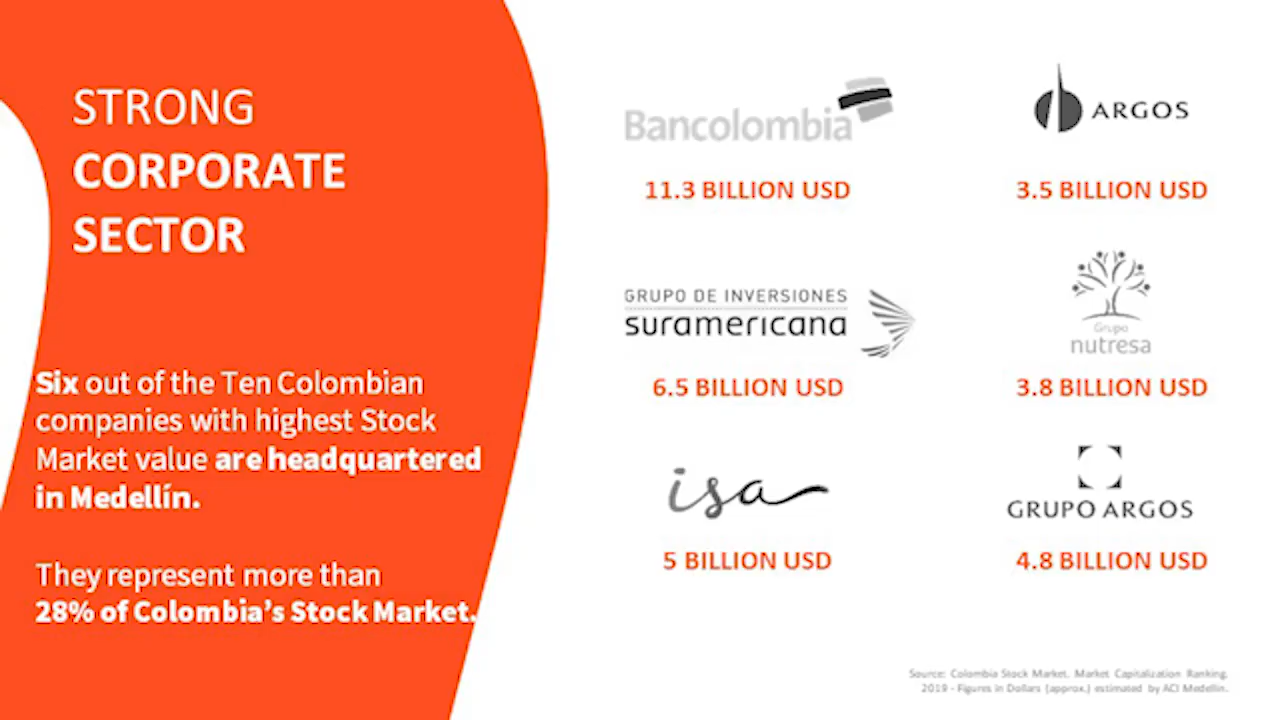 STRONG
CORPORATE
SECTOR
Six out of the Ten Colombian
companies with highest Stock
Market value are headquartered
in Medellín.
They represent more than
28% of Colombia's Stock Market.
Bancolombia
11.3 BILLION USD
ARGOS
3.5 BILLION USD
GRUPO DE INVERSIONES
suramericana
6.5 BILLION USD
Grupo
nutresa
3.8 BILLION USD
isa
5 BILLION USD
GRUPO ARGOS
4.8 BILLION USD
Source: Colombia Stock Market. Market Capitalization Ranking.
2019 - Figures in Dollars (approx.) estimated by ACI Medellín.